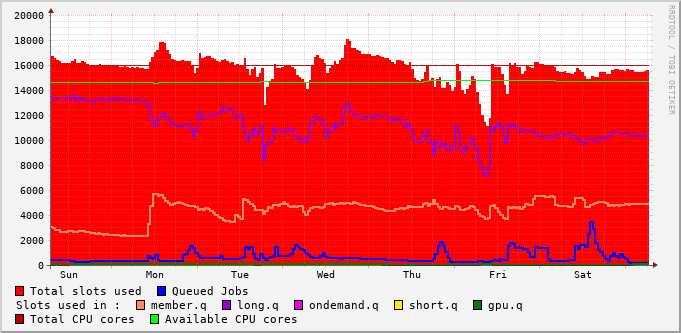 RRDTOOL / TOBI OETIKER
20000
18000
16000
14000
12000
10000
8000
6000
4000
2000
0
Sun Mon Tue Wed Thu Fri Sat
Total slots used Queued Jobs
Slots used in : member.q long.q ondemand.q short.q gpu.q
Total CPU cores Available CPU cores